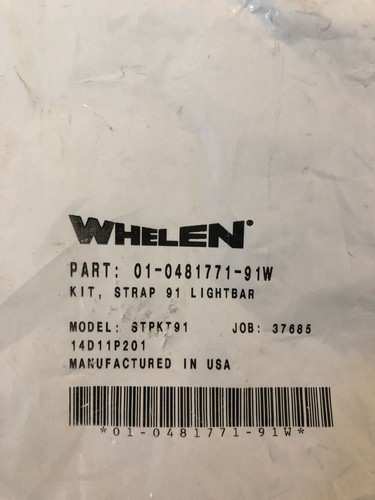 WHELEN®
PART: 01-0481771-91W
KIT, STRAP 91 LIGHTBAR
MODEL: STPKT91 JOB: 37685
14D11P201
MANUFACTURED IN USA
*01-0481771-91W*